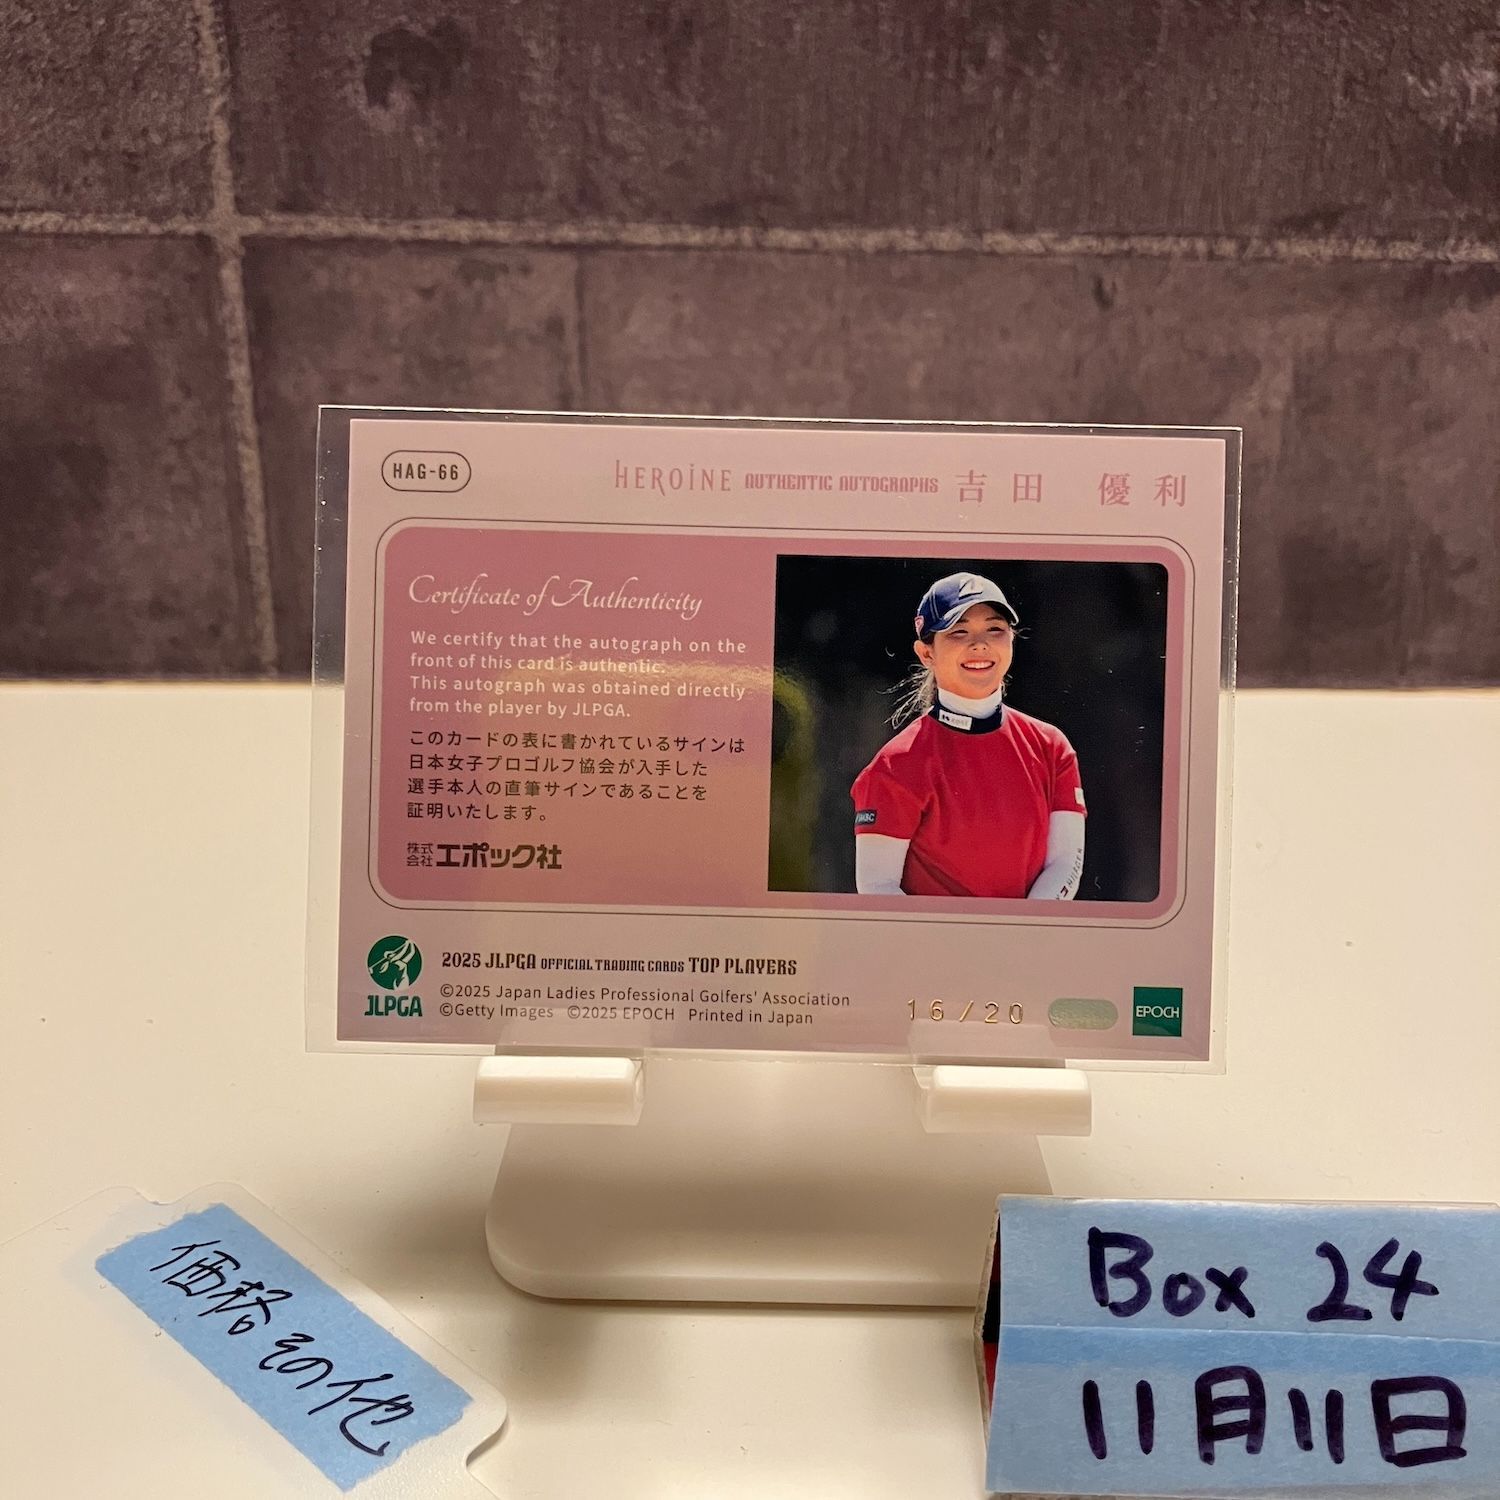 HAG-66
HEROINE AUTHENTIC AUTOGRAPHS 吉田 優利
Certificate of Authenticity
We certify that the autograph on the
front of this card is authentic.
This autograph was obtained directly
from the player by JLPGA.
このカードの表に書かれているサインは
日本女子プロゴルフ協会が入手した
選手本人の直筆サインであることを
証明いたします。
株式会社エポック社
JLPGA
2025 JLPGA OFFICIAL TRADING CARDS TOP PLAYERS
©2025 Japan Ladies Professional Golfers' Association
©Getty Images ©2025 EPOCH Printed in Japan
16/20
EPOCH
価格その他
Box 24
11月11日